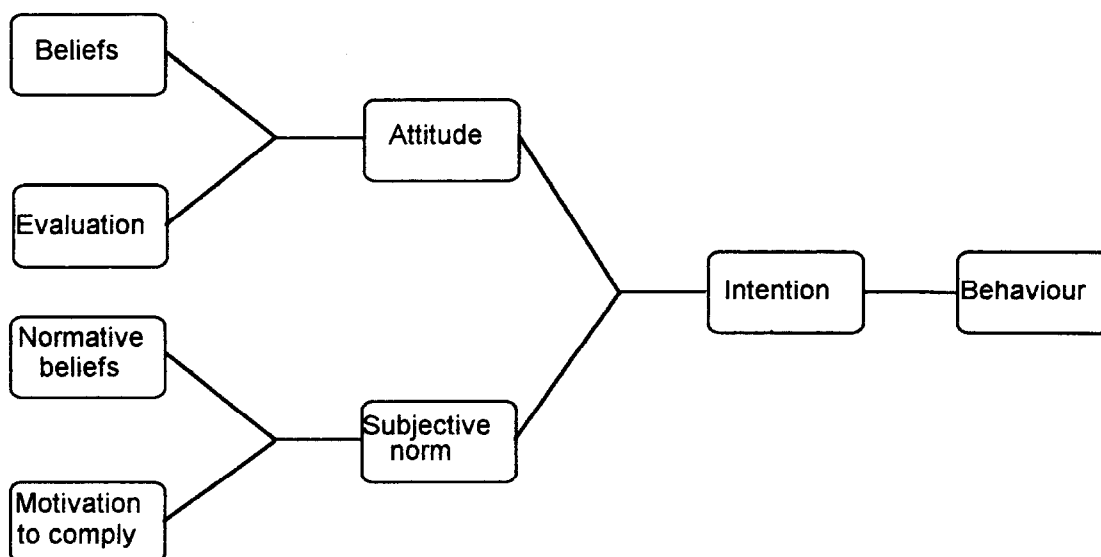 Beliefs
Evaluation
Attitude
Normative
beliefs
Motivation
to comply
Subjective
norm
Intention
Behaviour